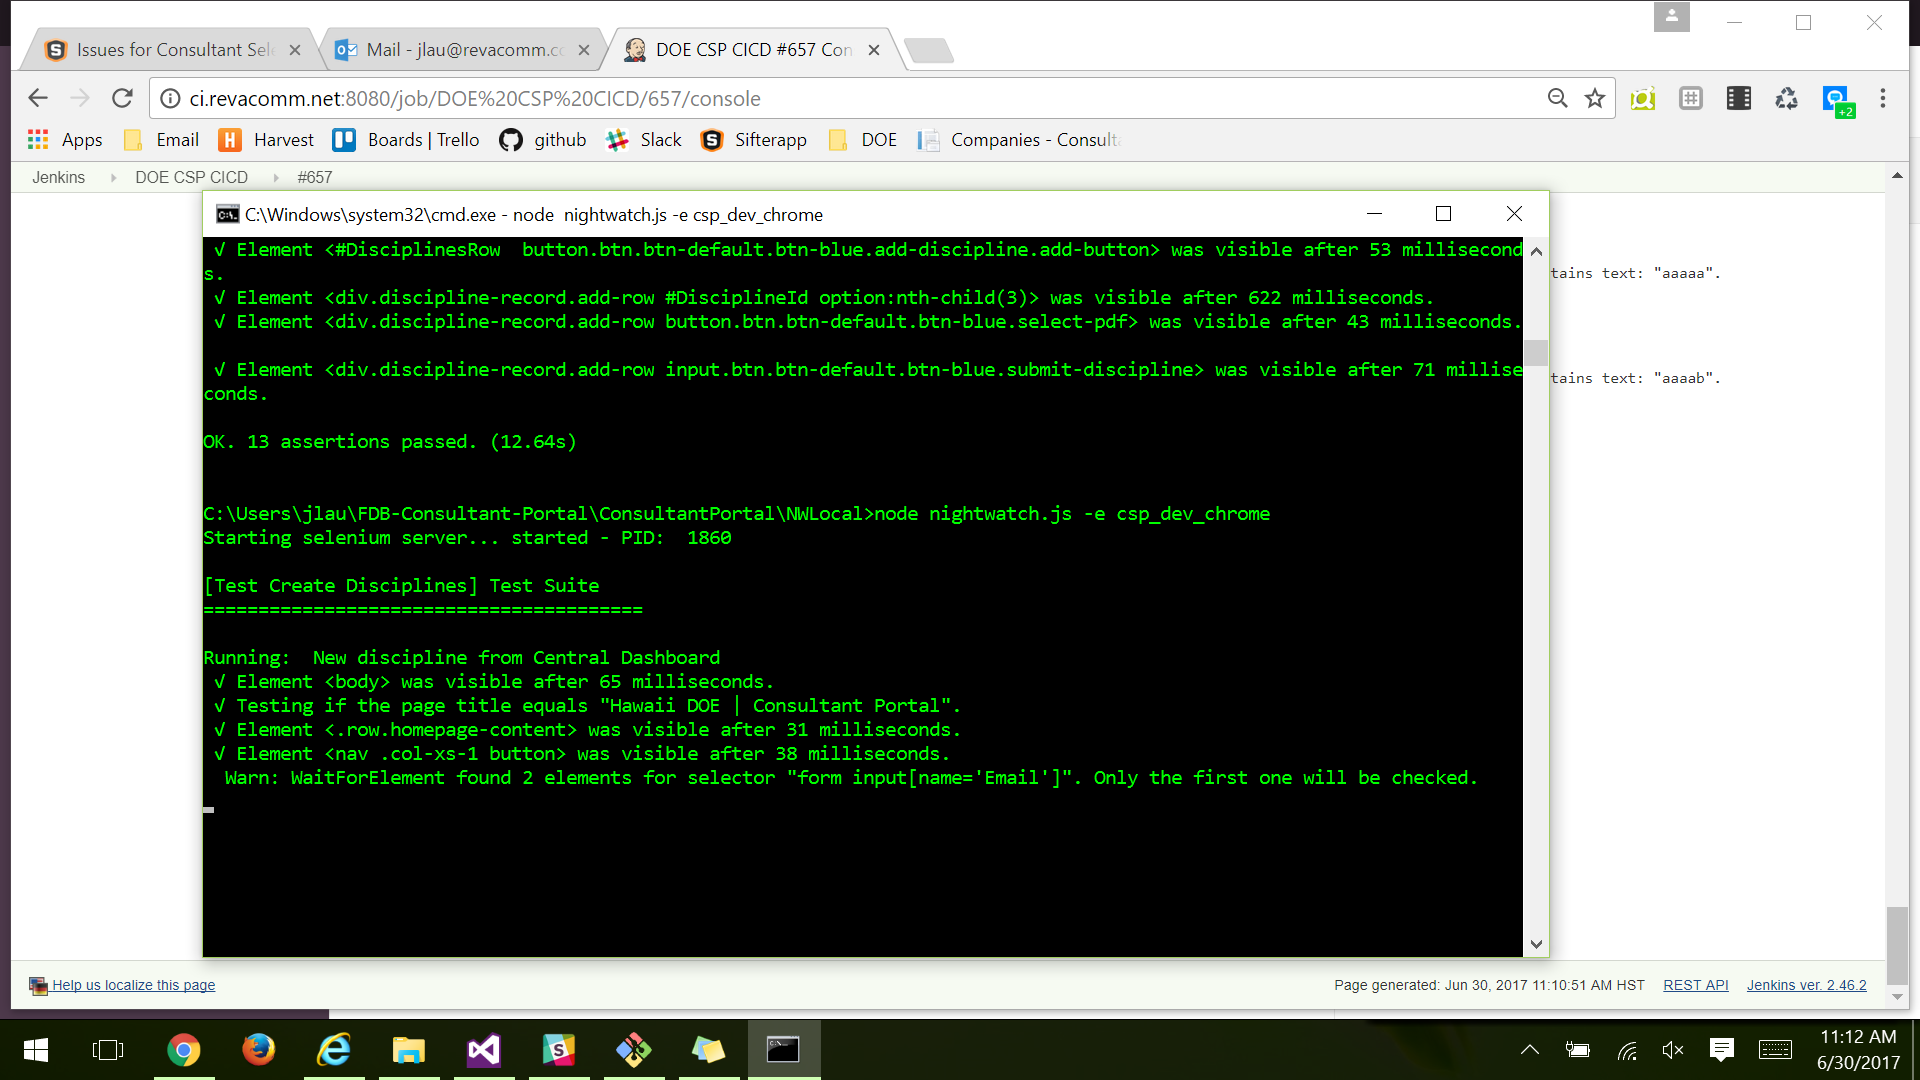 Issues for Consultant Sele
Mail - jlau@revacomm.co
DOE CSP CICD #657 Con
ci.revacomm.net:8080/job/DOE%20CSP%20CICD/657/console
+2
Apps Email Harvest Boards | Trello github Slack Sifterapp DOE Companies - Consulta
Jenkins DOE CSP CICD #657
C:\Windows\system32\cmd.exe - node  nightwatch.js -e csp_dev_chrome
√ Element <#DisciplinesRow  button.btn.btn-default.btn-blue.add-discipline.add-button> was visible after 53 millisecond
s.
√ Element <div.discipline-record.add-row #DisciplineId option:nth-child(3)> was visible after 622 milliseconds.
√ Element <div.discipline-record.add-row button.btn.btn-default.btn-blue.select-pdf> was visible after 43 milliseconds.
√ Element <div.discipline-record.add-row input.btn.btn-default.btn-blue.submit-discipline> was visible after 71 millise
conds.
OK. 13 assertions passed. (12.64s)
C:\Users\jlau\FDB-Consultant-Portal\ConsultantPortal\NWLocal>node nightwatch.js -e csp_dev_chrome
Starting selenium server... started - PID:  1860
[Test Create Disciplines] Test Suite
========================================
Running:  New discipline from Central Dashboard
√ Element <body> was visible after 65 milliseconds.
√ Testing if the page title equals "Hawaii DOE | Consultant Portal".
√ Element <.row.homepage-content> was visible after 31 milliseconds.
√ Element <nav .col-xs-1 button> was visible after 38 milliseconds.
Warn: WaitForElement found 2 elements for selector "form input[name='Email']". Only the first one will be checked.
tains text: "aaaaa".
tains text: "aaaab".
Help us localize this page
Page generated: Jun 30, 2017 11:10:51 AM HST REST API Jenkins ver. 2.46.2
11:12 AM
6/30/2017